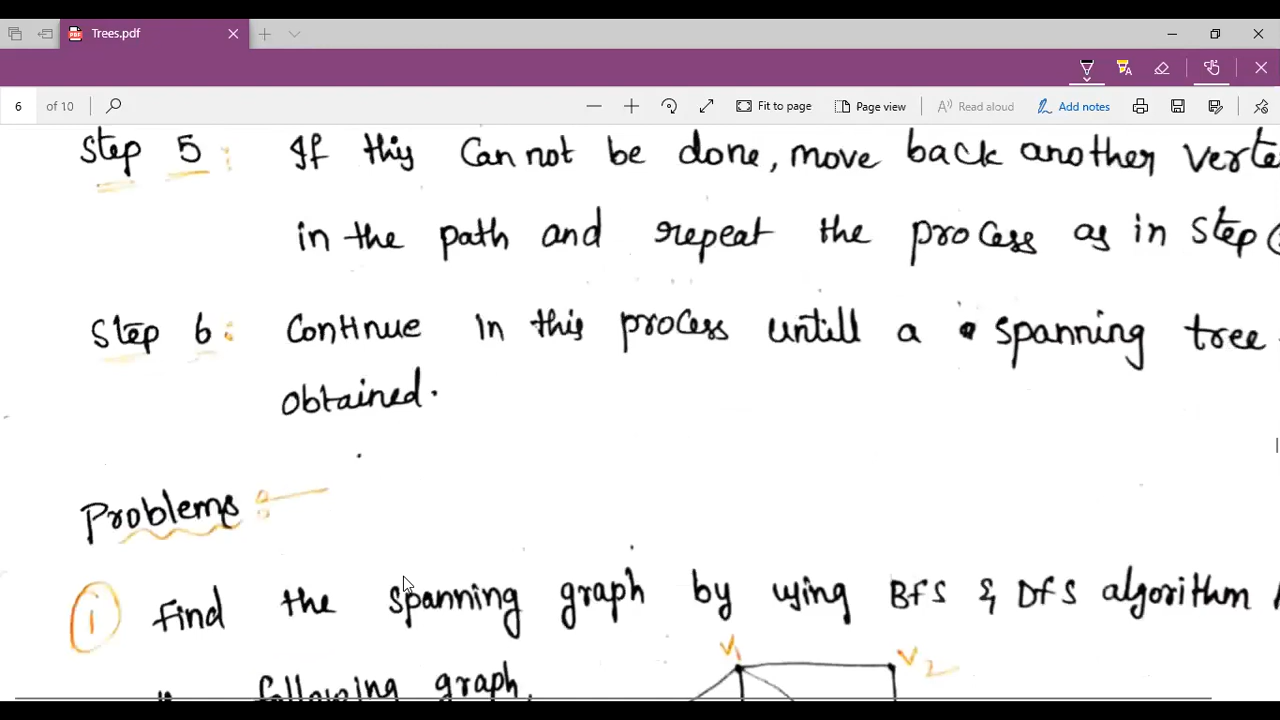 Trees.pdf
6 of 10
Fit to page
Page view
Read aloud
Add notes
Step 5 : If this Can not be done, move back another verte
in the path and repeat the process as in Step
Step 6 : Continue in this process untill a spanning tree
obtained.
Problems :-
1 Find the spanning graph by using BFS & DFS algorithm
following graph.
V1
V2